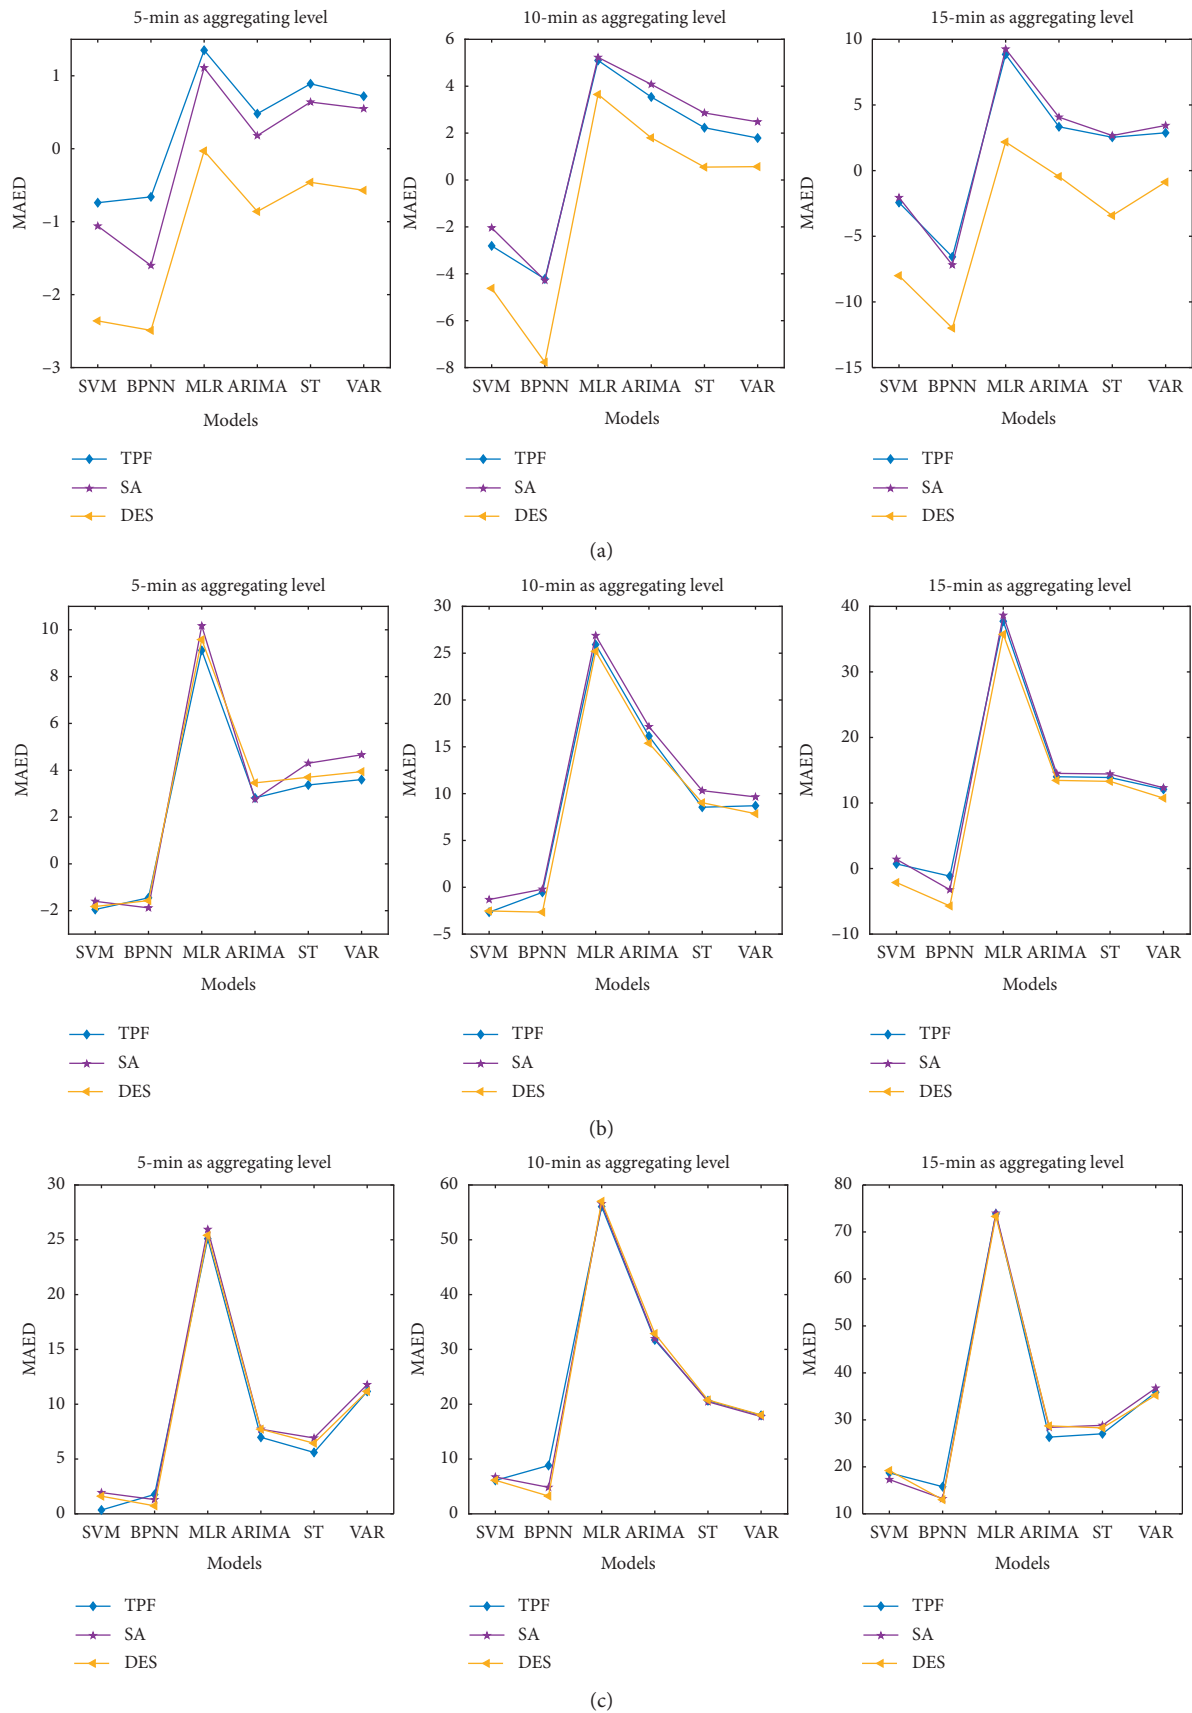 5-min as aggregating level
10-min as aggregating level
15-min as aggregating level
MAED
1
0
−1
−2
−3
SVM BPNN MLR ARIMA ST VAR
Models
TPF
SA
DES
MAED
6
4
2
0
−2
−4
−6
−8
SVM BPNN MLR ARIMA ST VAR
Models
TPF
SA
DES
MAED
10
5
0
−5
−10
−15
SVM BPNN MLR ARIMA ST VAR
Models
TPF
SA
DES
(a)
5-min as aggregating level
10-min as aggregating level
15-min as aggregating level
MAED
10
8
6
4
2
0
−2
SVM BPNN MLR ARIMA ST VAR
Models
TPF
SA
DES
MAED
30
25
20
15
10
5
0
−5
SVM BPNN MLR ARIMA ST VAR
Models
TPF
SA
DES
MAED
40
30
20
10
0
−10
SVM BPNN MLR ARIMA ST VAR
Models
TPF
SA
DES
(b)
5-min as aggregating level
10-min as aggregating level
15-min as aggregating level
MAED
30
25
20
15
10
5
0
SVM BPNN MLR ARIMA ST VAR
Models
TPF
SA
DES
MAED
60
50
40
30
20
10
0
SVM BPNN MLR ARIMA ST VAR
Models
TPF
SA
DES
MAED
80
70
60
50
40
30
20
10
SVM BPNN MLR ARIMA ST VAR
Models
TPF
SA
DES
(c)